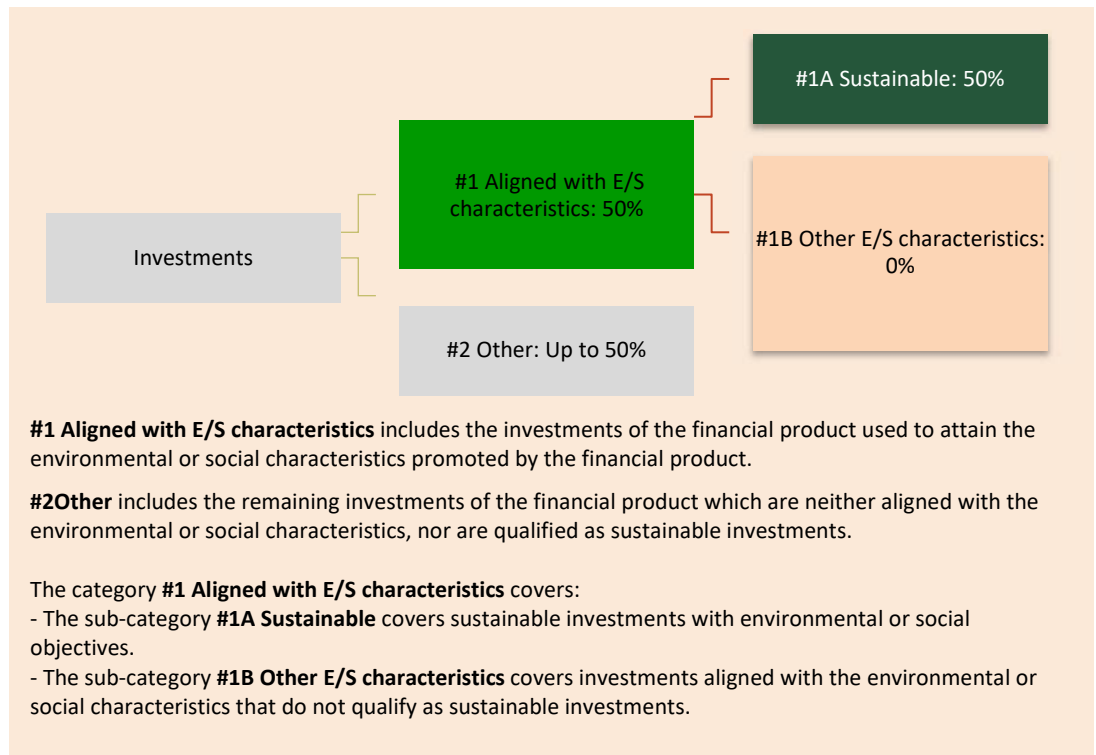 #1A Sustainable: 50%
#1 Aligned with E/S
characteristics: 50%
#1B Other E/S characteristics:
0%
Investments
#2 Other: Up to 50%
#1 Aligned with E/S characteristics includes the investments of the financial product used to attain the
environmental or social characteristics promoted by the financial product.
#2Other includes the remaining investments of the financial product which are neither aligned with the
environmental or social characteristics, nor are qualified as sustainable investments.
The category #1 Aligned with E/S characteristics covers:
- The sub-category #1A Sustainable covers sustainable investments with environmental or social
objectives.
- The sub-category #1B Other E/S characteristics covers investments aligned with the environmental or
social characteristics that do not qualify as sustainable investments.